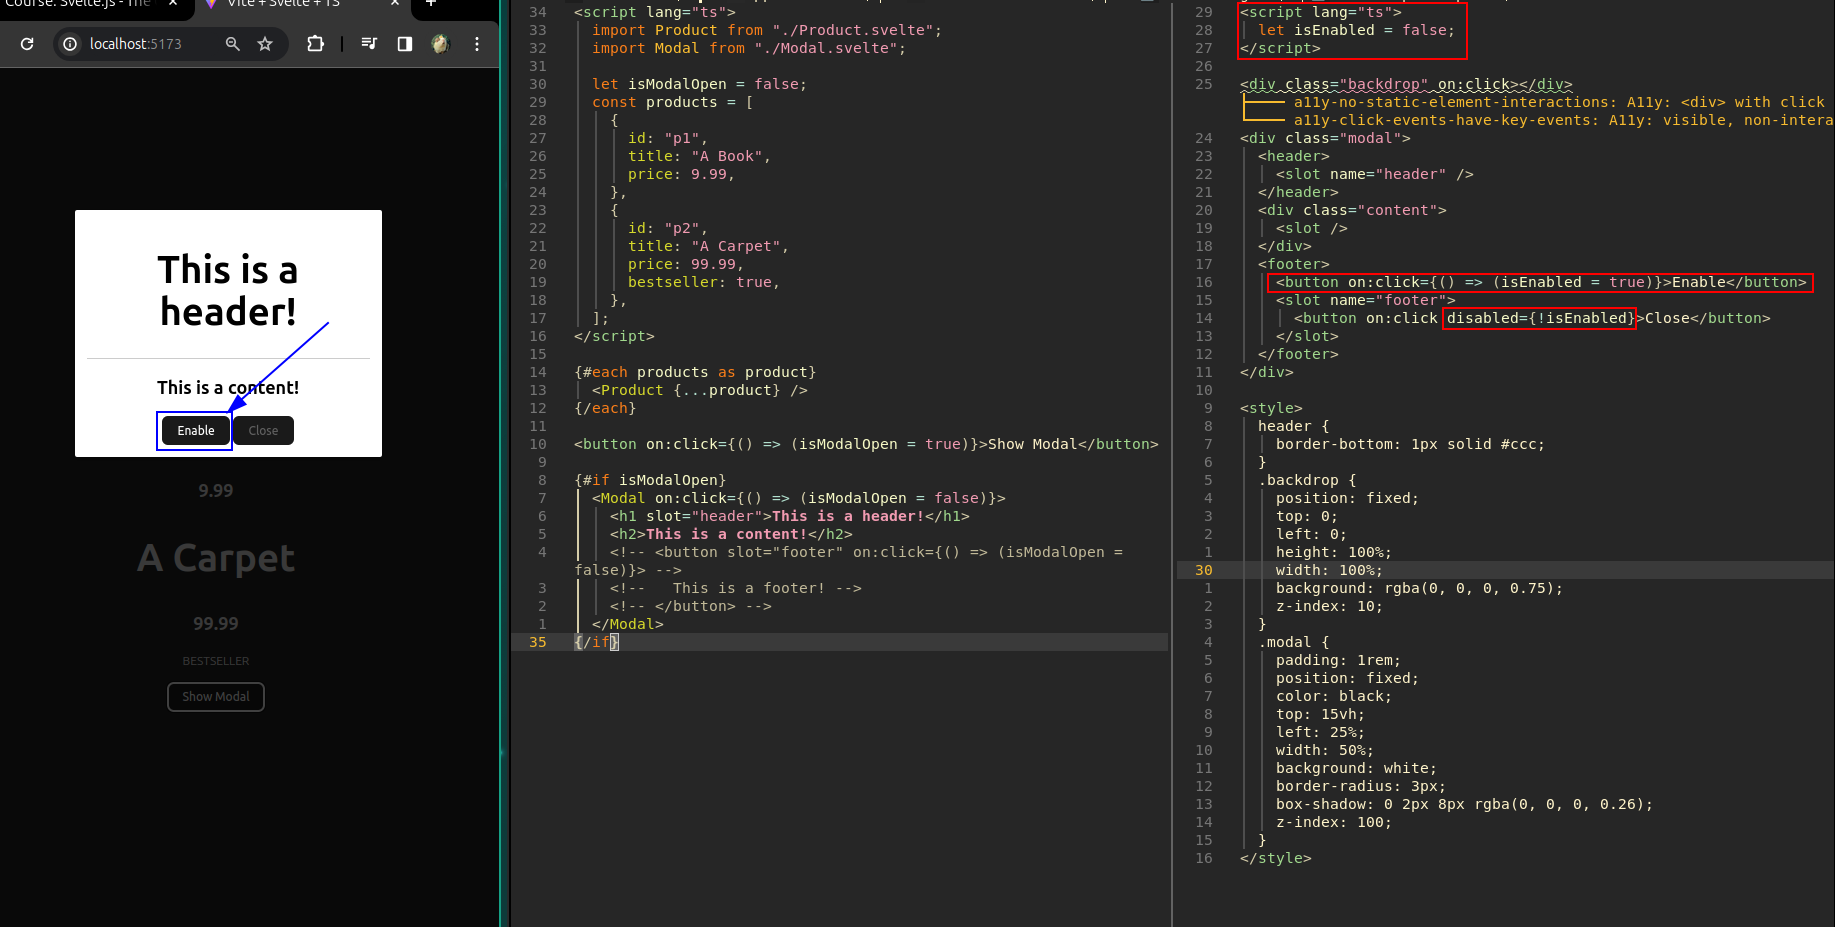 Course: Svelte.js - The
Vite + Svelte + TS
localhost:5173
This is a
header!
This is a content!
Enable
Close
9.99
A Carpet
99.99
BESTSELLER
Show Modal
34 <script lang="ts">
33 import Product from "./Product.svelte";
32 import Modal from "./Modal.svelte";
31
30 let isModalOpen = false;
29 const products = [
28 {
27 id: "p1",
26 title: "A Book",
25 price: 9.99,
24 },
23 {
22 id: "p2",
21 title: "A Carpet",
20 price: 99.99,
19 bestseller: true,
18 },
17 ];
16 </script>
15
14 {#each products as product}
13 <Product {...product} />
12 {/each}
11
10 <button on:click={() => (isModalOpen = true)}>Show Modal</button>
9
8 {#if isModalOpen}
7 <Modal on:click={() => (isModalOpen = false)}>
6 <h1 slot="header">This is a header!</h1>
5 <h2>This is a content!</h2>
4 <!-- <button slot="footer" on:click={() => (isModalOpen =
false)}> -->
3 <!--   This is a footer! -->
2 <!-- </button> -->
1 </Modal>
35 {/if}
29 <script lang="ts">
28 let isEnabled = false;
27 </script>
26
25 <div class="backdrop" on:click></div>
a11y-no-static-element-interactions: A11y: <div> with click
a11y-click-events-have-key-events: A11y: visible, non-intera
24 <div class="modal">
23 <header>
22 <slot name="header" />
21 </header>
20 <div class="content">
19 <slot />
18 </div>
17 <footer>
16 <button on:click={() => (isEnabled = true)}>Enable</button>
15 <slot name="footer">
14 <button on:click disabled={!isEnabled}>Close</button>
13 </slot>
12 </footer>
11 </div>
10
9 <style>
8 header {
7 border-bottom: 1px solid #ccc;
6 }
5 .backdrop {
4 position: fixed;
3 top: 0;
2 left: 0;
1 height: 100%;
30 width: 100%;
1 background: rgba(0, 0, 0, 0.75);
2 z-index: 10;
3 }
4 .modal {
5 padding: 1rem;
6 position: fixed;
7 color: black;
8 top: 15vh;
9 left: 25%;
10 width: 50%;
11 background: white;
12 border-radius: 3px;
13 box-shadow: 0 2px 8px rgba(0, 0, 0, 0.26);
14 z-index: 100;
15 }
16 </style>